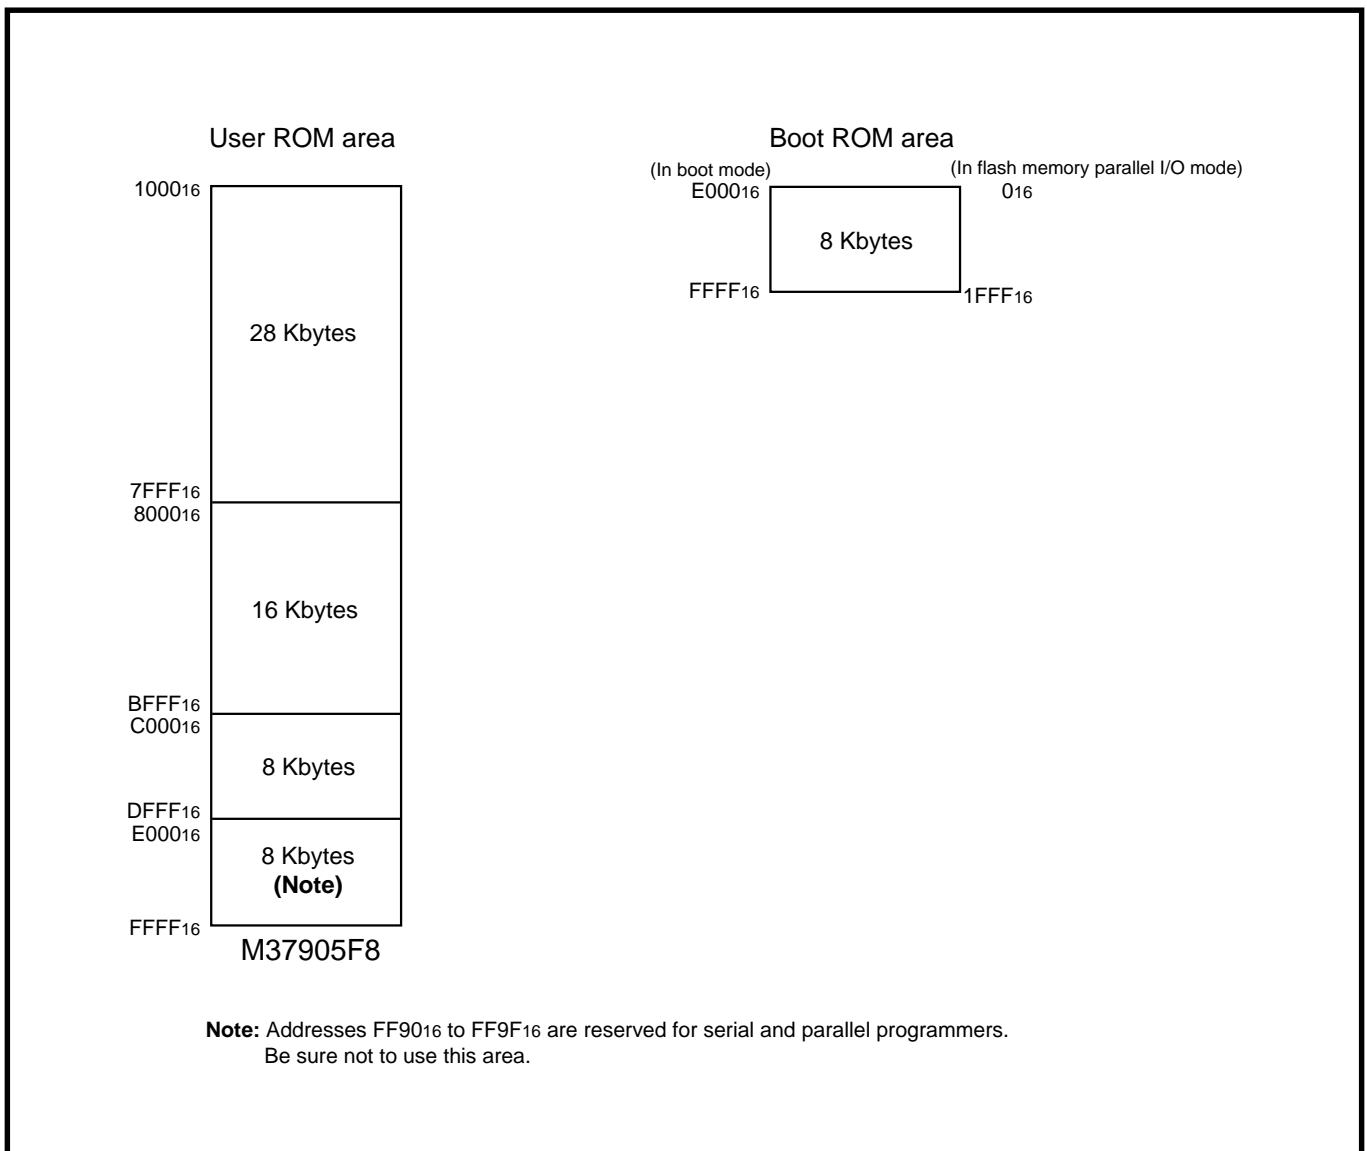 User ROM area
1000₁₆
28 Kbytes
7FFF₁₆
8000₁₆
16 Kbytes
BFFF₁₆
C000₁₆
8 Kbytes
DFFF₁₆
E000₁₆
8 Kbytes
(Note)
FFFF₁₆
M37905F8
Boot ROM area
(In boot mode)
(In flash memory parallel I/O mode)
E000₁₆
0₁₆
8 Kbytes
FFFF₁₆
1FFF₁₆
Note: Addresses FF90₁₆ to FF9F₁₆ are reserved for serial and parallel programmers.
Be sure not to use this area.